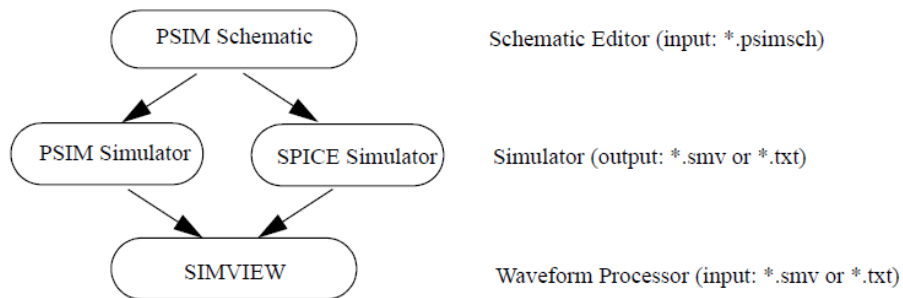 PSIM Schematic
Schematic Editor (input: *.psimsch)
PSIM Simulator
SPICE Simulator
Simulator (output: *.smv or *.txt)
SIMVIEW
Waveform Processor (input: *.smv or *.txt)